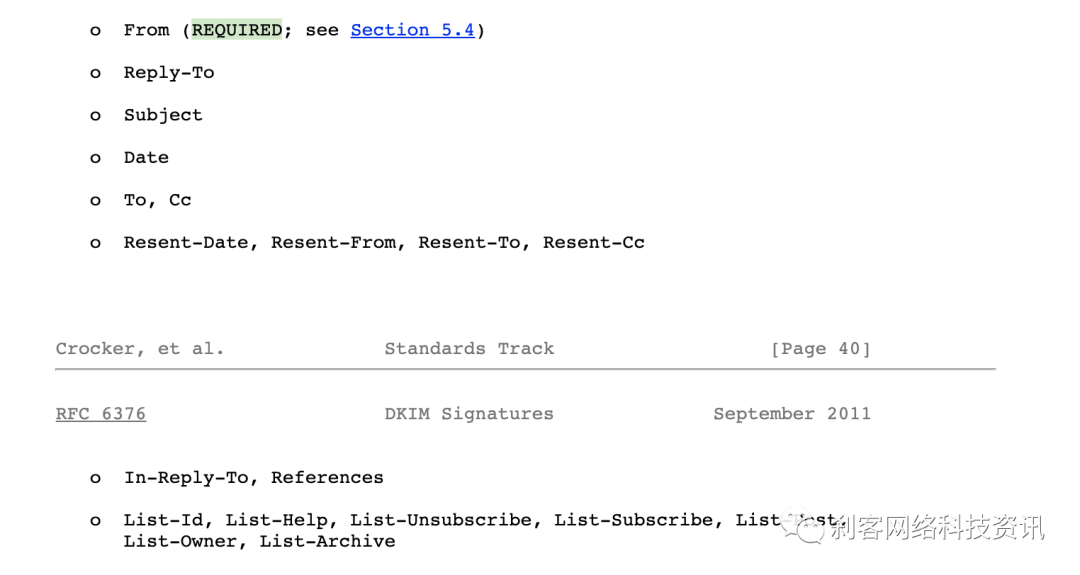 o From (REQUIRED; see Section 5.4)
o Reply-To
o Subject
o Date
o To, Cc
o Resent-Date, Resent-From, Resent-To, Resent-Cc
Crocker, et al. Standards Track [Page 40]
RFC 6376 DKIM Signatures September 2011
o In-Reply-To, References
o List-Id, List-Help, List-Unsubscribe, List-Subscribe, List-Post,
List-Owner, List-Archive
刹客网络科技资讯